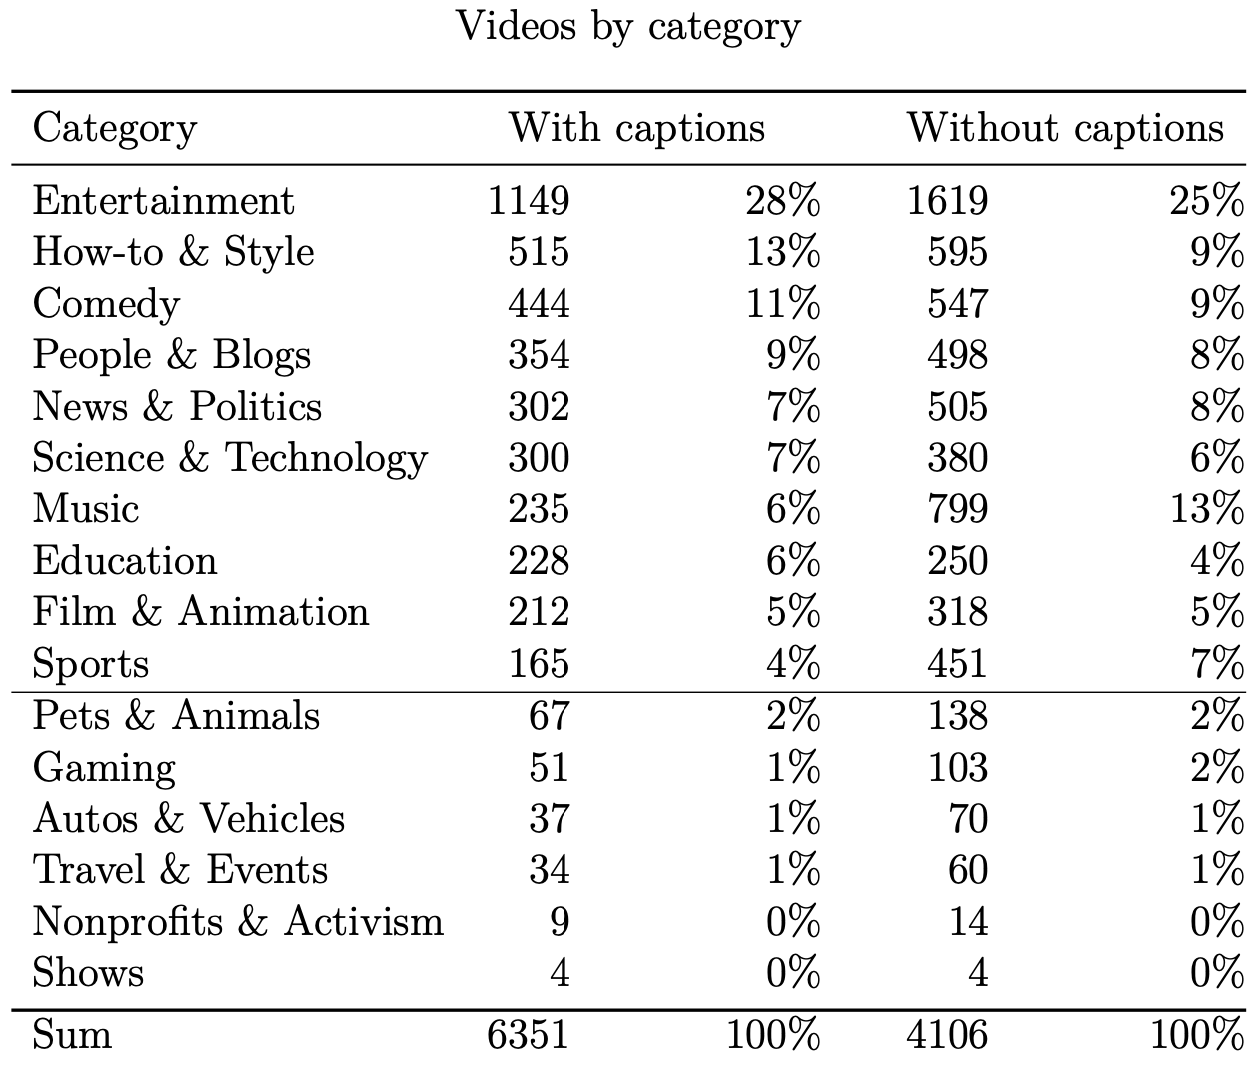 Videos by category
Category With captions Without captions
Entertainment 1149 28% 1619 25%
How-to & Style 515 13% 595 9%
Comedy 444 11% 547 9%
People & Blogs 354 9% 498 8%
News & Politics 302 7% 505 8%
Science & Technology 300 7% 380 6%
Music 235 6% 799 13%
Education 228 6% 250 4%
Film & Animation 212 5% 318 5%
Sports 165 4% 451 7%
Pets & Animals 67 2% 138 2%
Gaming 51 1% 103 2%
Autos & Vehicles 37 1% 70 1%
Travel & Events 34 1% 60 1%
Nonprofits & Activism 9 0% 14 0%
Shows 4 0% 4 0%
Sum 6351 100% 4106 100%